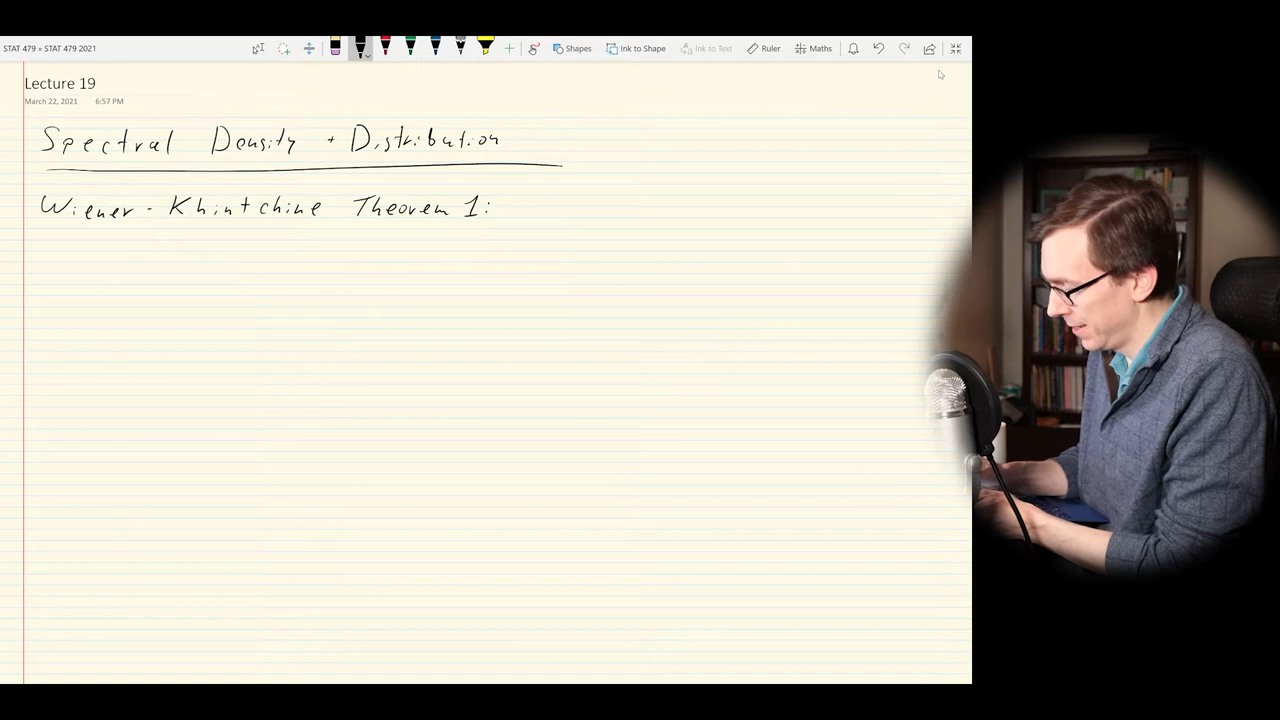 STAT 479 » STAT 479 2021
Shapes
Ink to Shape
Ink to Text
Ruler
Maths
Lecture 19
March 22, 2021 6:57 PM
Spectral Density + Distribution
Wiener - Khintchine Theorem 1: